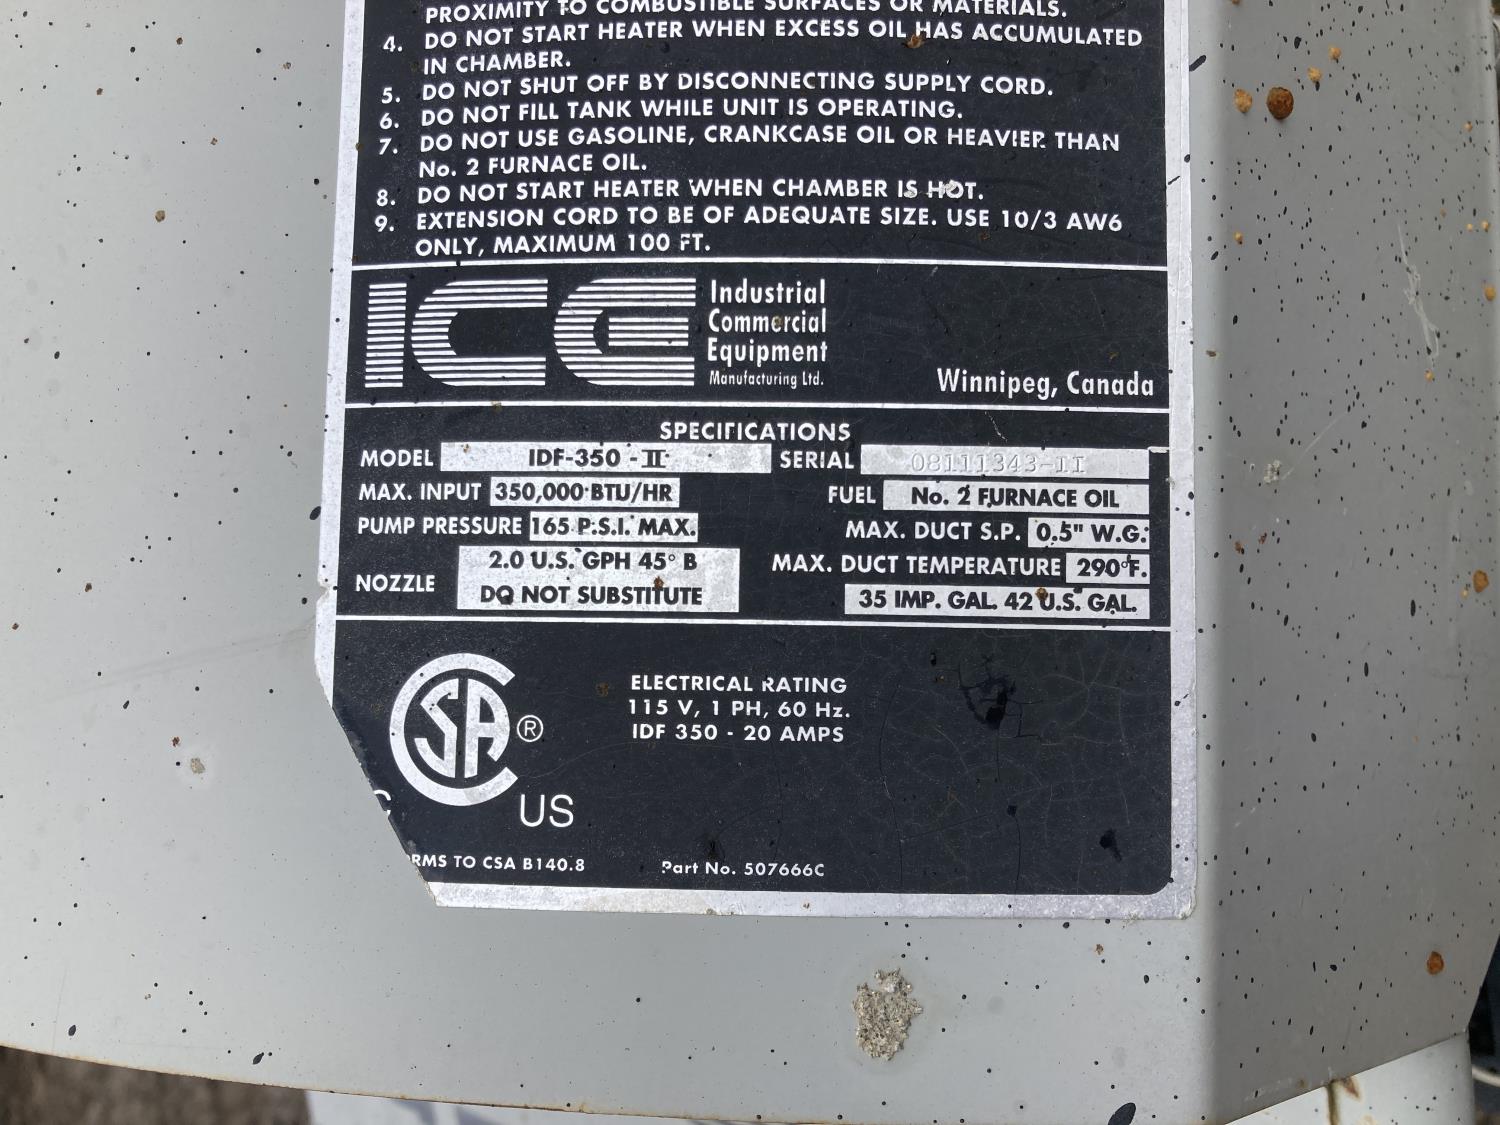 PROXIMITY TO COMBUSTIBLE SURFACES OR MATERIALS.
4. DO NOT START HEATER WHEN EXCESS OIL HAS ACCUMULATED
IN CHAMBER.
5. DO NOT SHUT OFF BY DISCONNECTING SUPPLY CORD.
6. DO NOT FILL TANK WHILE UNIT IS OPERATING.
7. DO NOT USE GASOLINE, CRANKCASE OIL OR HEAVIER THAN
No. 2 FURNACE OIL.
8. DO NOT START HEATER WHEN CHAMBER IS HOT.
9. EXTENSION CORD TO BE OF ADEQUATE SIZE. USE 10/3 AW6
ONLY, MAXIMUM 100 FT.
ICE
Industrial
Commercial
Equipment
Manufacturing Ltd.
Winnipeg, Canada
SPECIFICATIONS
MODEL IDF-350 - II SERIAL 08111343-II
MAX. INPUT 350,000 BTU/HR FUEL No. 2 FURNACE OIL
PUMP PRESSURE 165 P.S.I. MAX. MAX. DUCT S.P. 0.5" W.G.
NOZZLE 2.0 U.S. GPH 45° B MAX. DUCT TEMPERATURE 290°F.
DO NOT SUBSTITUTE 35 IMP. GAL. 42 U.S. GAL.
CSA ®
US
ELECTRICAL RATING
115 V, 1 PH, 60 Hz.
IDF 350 - 20 AMPS
RMS TO CSA B140.8 Part No. 507666C